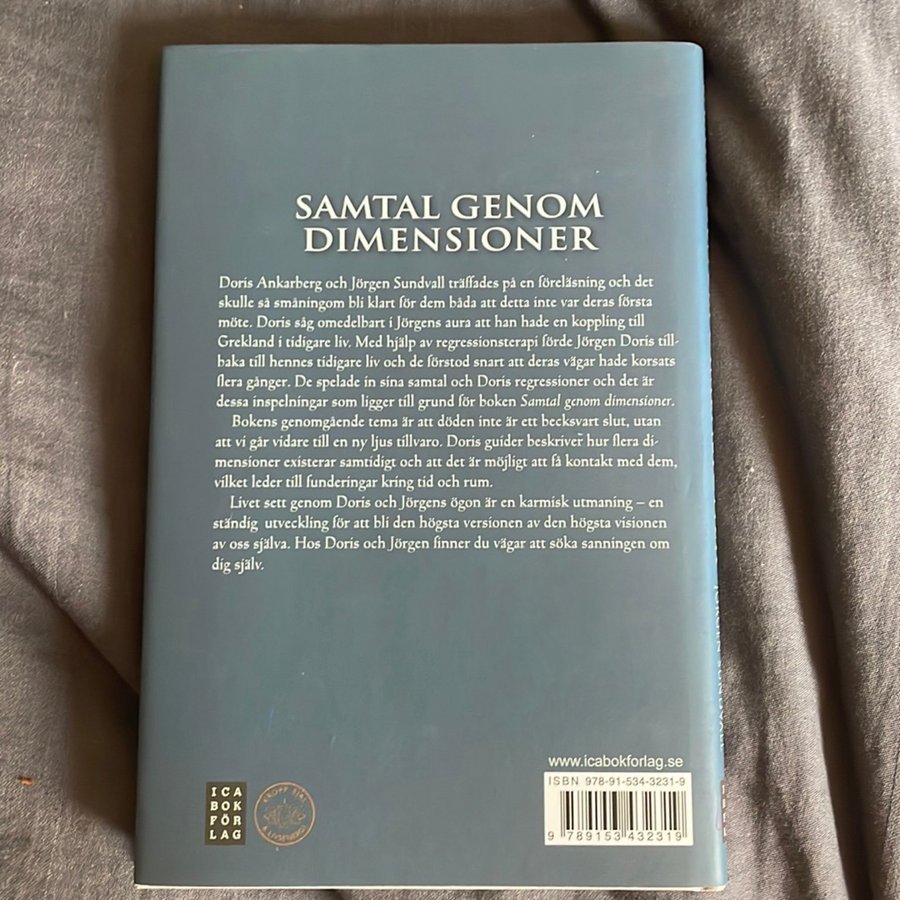 SAMTAL GENOM
DIMENSIONER
Doris Ankarberg och Jörgen Sundvall träffades på en föreläsning och det
skulle så småningom bli klart för dem båda att detta inte var deras första
möte. Doris såg omedelbart i Jörgens aura att han hade en koppling till
Grekland i tidigare liv. Med hjälp av regressionsterapi förde Jörgen Doris till-
baka till hennes tidigare liv och de förstod snart att deras vägar hade korsats
flera gånger. De spelade in sina samtal och Doris regressioner och det är
dessa inspelningar som ligger till grund för boken Samtal genom dimensioner.
Bokens genomgående tema är att döden inte är ett becksvart slut, utan
att vi går vidare till en ny ljus tillvaro. Doris guider beskriver hur flera di-
mensioner existerar samtidigt och att det är möjligt att få kontakt med dem,
vilket leder till funderingar kring tid och rum.
Livet sett genom Doris och Jörgens ögon är en karmisk utmaning – en
ständig utveckling för att bli den högsta versionen av den högsta visionen
av oss själva. Hos Doris och Jörgen finner du vägar att söka sanningen om
dig själv.
www.icabokforlag.se
ISBN 978-91-534-3231-9
9 789153 432319
ICA
BOK
FÖR
LAG
KROPP SJÄL
& LIVSENERGI